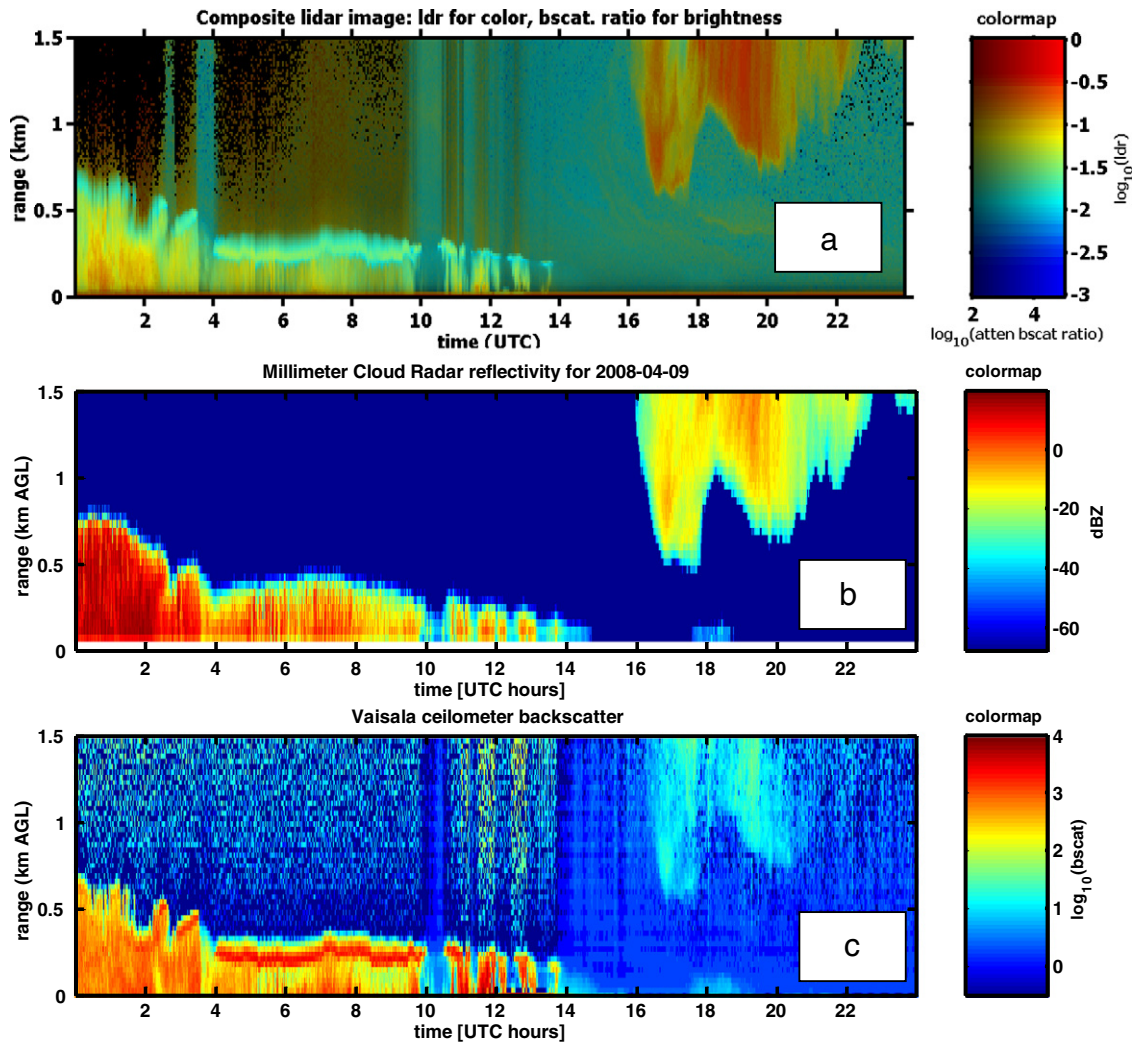 Composite lidar image: ldr for color, bscat. ratio for brightness
colormap
1.5
1
0.5
0
range (km)
2 4 6 8 10 12 14 16 18 20 22
time (UTC)
a
0
-0.5
-1
-1.5
-2
-2.5
-3
log10(ldr)
2 4
log10(atten bscat ratio)
Millimeter Cloud Radar reflectivity for 2008-04-09
colormap
1.5
1
0.5
0
range (km AGL)
2 4 6 8 10 12 14 16 18 20 22
time [UTC hours]
b
0
-20
-40
-60
dBZ
Vaisala ceilometer backscatter
colormap
1.5
1
0.5
0
range (km AGL)
2 4 6 8 10 12 14 16 18 20 22
time [UTC hours]
c
4
3
2
1
0
log10(bscat)